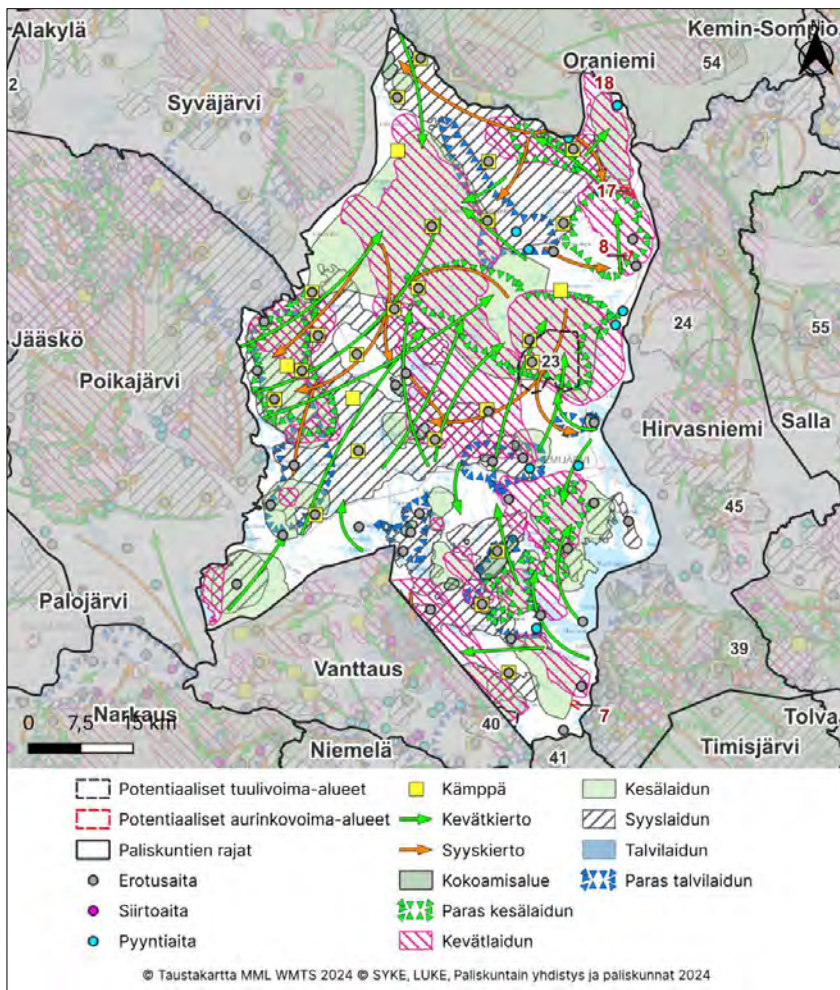 Alakylä
Kemin-Sompio
Oraniemi
54
2
Syväjärvi
18
17
8
24
55
Jääskö
Poikajärvi
23
Salla
Hirvasniemi
45
Palojärvi
39
Vanttaus
Narkaus
0 7,5 15 km
40
7
Tolva
Niemelä
41
Timisjärvi
Potentiaaliset tuulivoima-alueet
Potentiaaliset aurinkovoima-alueet
Paliskuntien rajat
Erotusaita
Siirtoaita
Pyyntiaita
Kämppä
Kevätkierto
Syyskierto
Kokoamisalue
Paras kesälaidun
Kevätlaidun
Kesälaidun
Syyslaidun
Talvilaidun
Paras talvilaidun
© Taustakartta MML WMTS 2024 © SYKE, LUKE, Paliskuntain yhdistys ja paliskunnat 2024